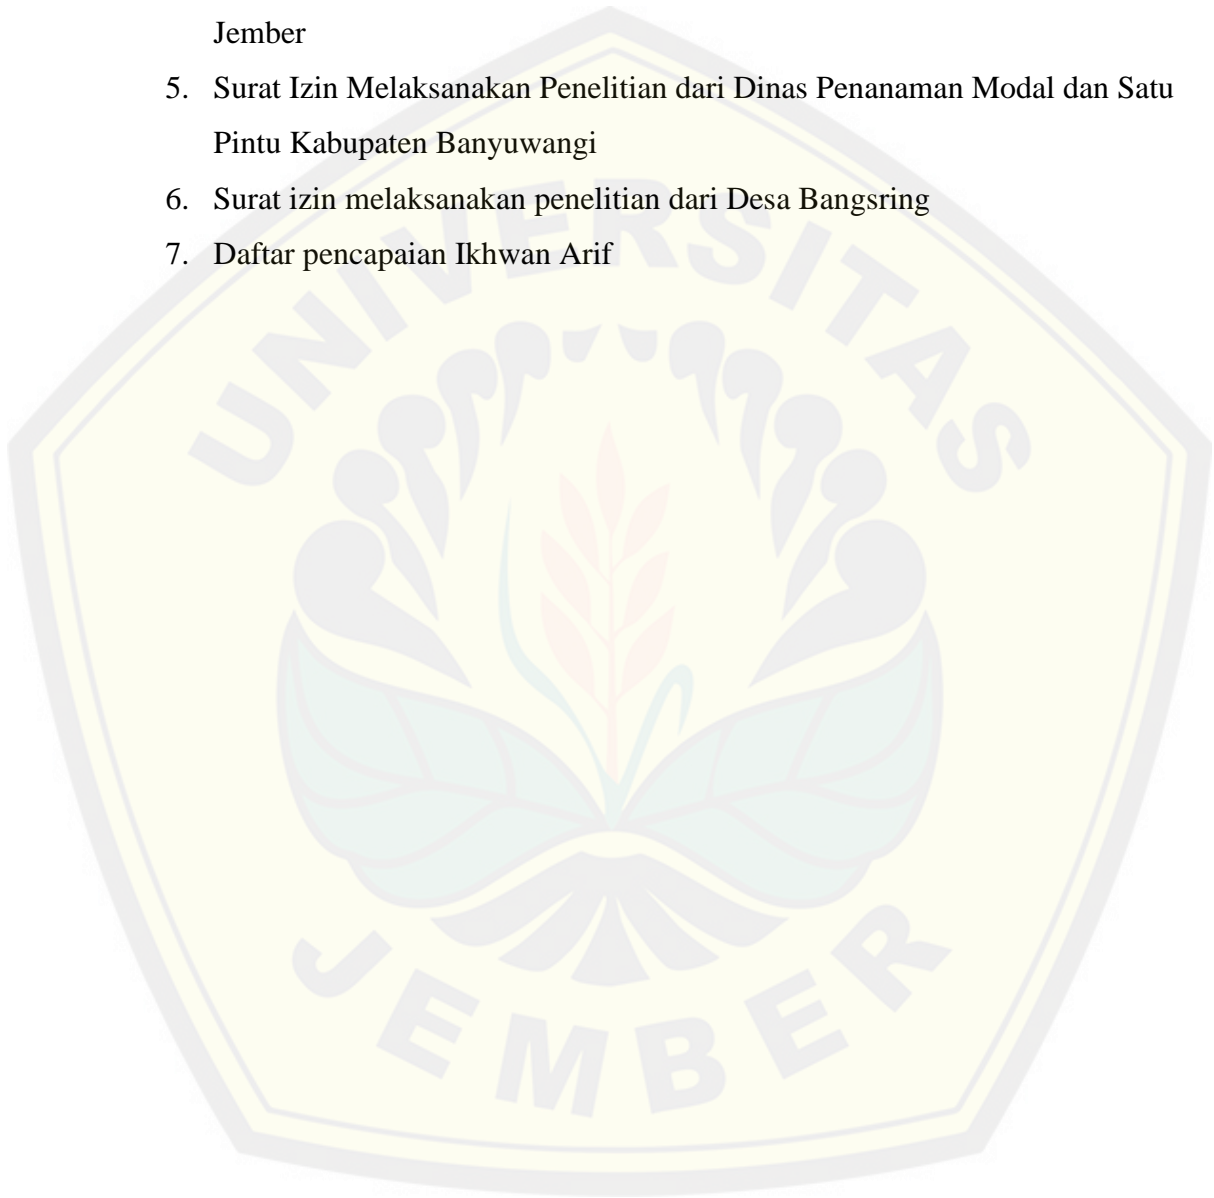 Jember
5. Surat Izin Melaksanakan Penelitian dari Dinas Penanaman Modal dan Satu
Pintu Kabupaten Banyuwangi
6. Surat izin melaksanakan penelitian dari Desa Bangsring
7. Daftar pencapaian Ikhwan Arif
UNIVERSITAS
JEMBER